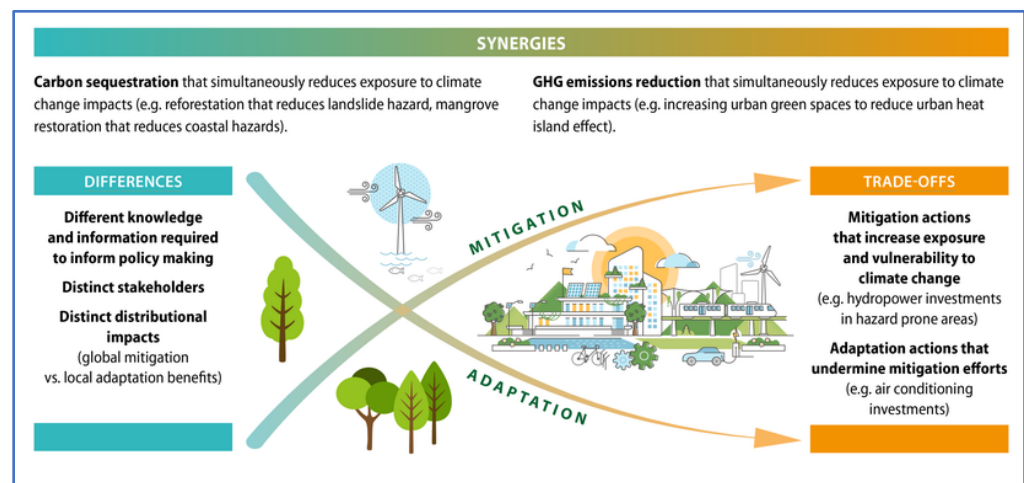 SYNERGIES
Carbon sequestration that simultaneously reduces exposure to climate
change impacts (e.g. reforestation that reduces landslide hazard, mangrove
restoration that reduces coastal hazards).
GHG emissions reduction that simultaneously reduces exposure to climate
change impacts (e.g. increasing urban green spaces to reduce urban heat
island effect).
DIFFERENCES
Different knowledge
and information required
to inform policy making
Distinct stakeholders
Distinct distributional
impacts
(global mitigation
vs. local adaptation benefits)
MITIGATION
ADAPTATION
TRADE-OFFS
Mitigation actions
that increase exposure
and vulnerability to
climate change
(e.g. hydropower investments
in hazard prone areas)
Adaptation actions that
undermine mitigation efforts
(e.g. air conditioning
investments)